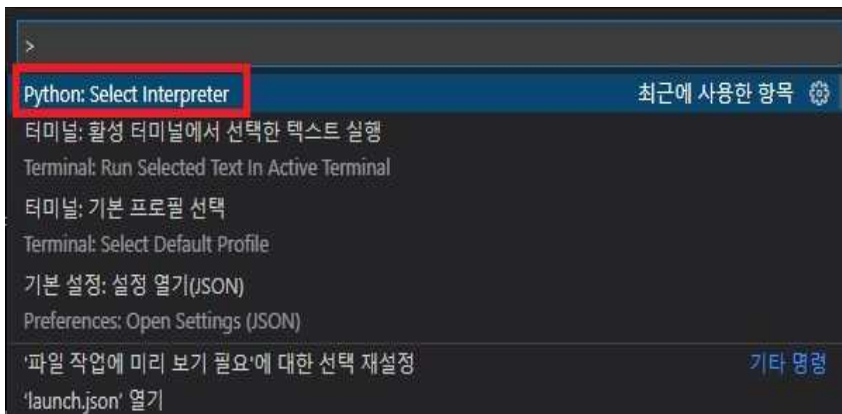 >
Python: Select Interpreter 최근에 사용한 항목
터미널: 활성 터미널에서 선택한 텍스트 실행
Terminal: Run Selected Text In Active Terminal
터미널: 기본 프로필 선택
Terminal: Select Default Profile
기본 설정: 설정 열기(JSON)
Preferences: Open Settings (JSON)
'파일 작업에 미리 보기 필요'에 대한 선택 재설정 기타 명령
'launch.json' 열기